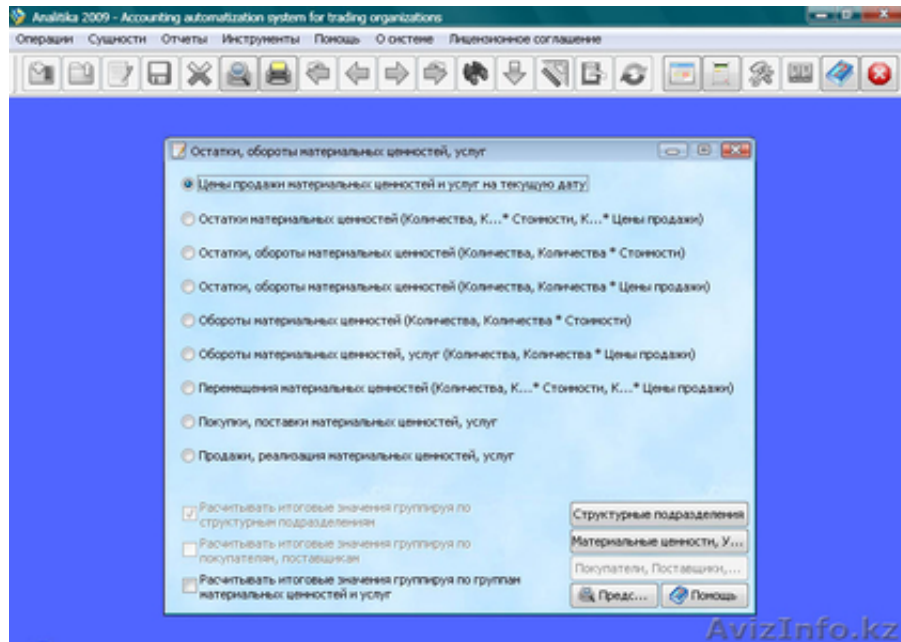 Analitika 2009 - Accounting automatization system for trading organizations
Операции Сущности Отчеты Инструменты Помощь О системе Лицензионное соглашение
Остатки, обороты материальных ценностей, услуг
Цены продажи материальных ценностей и услуг на текущую дату
Остатки материальных ценностей (Количества, К...* Стоимости, К...* Цены продажи)
Остатки, обороты материальных ценностей (Количества, Количества * Стоимости)
Остатки, обороты материальных ценностей (Количества, Количества * Цены продажи)
Обороты материальных ценностей (Количества, Количества * Стоимости)
Обороты материальных ценностей, услуг (Количества, Количества * Цены продажи)
Перемещения материальных ценностей (Количества, К...* Стоимости, К...* Цены продажи)
Покупки, поставки материальных ценностей, услуг
Продажи, реализация материальных ценностей, услуг
Расчитывать итоговые значения группируя по
структурным подразделениям
Расчитывать итоговые значения группируя по
покупателям, поставщикам
Расчитывать итоговые значения группируя по группам
материальных ценностей и услуг
Структурные подразделения
Материальные ценности, У...
Покупатели, Поставщики,...
Предс... Помощь
AvizInfo.kz